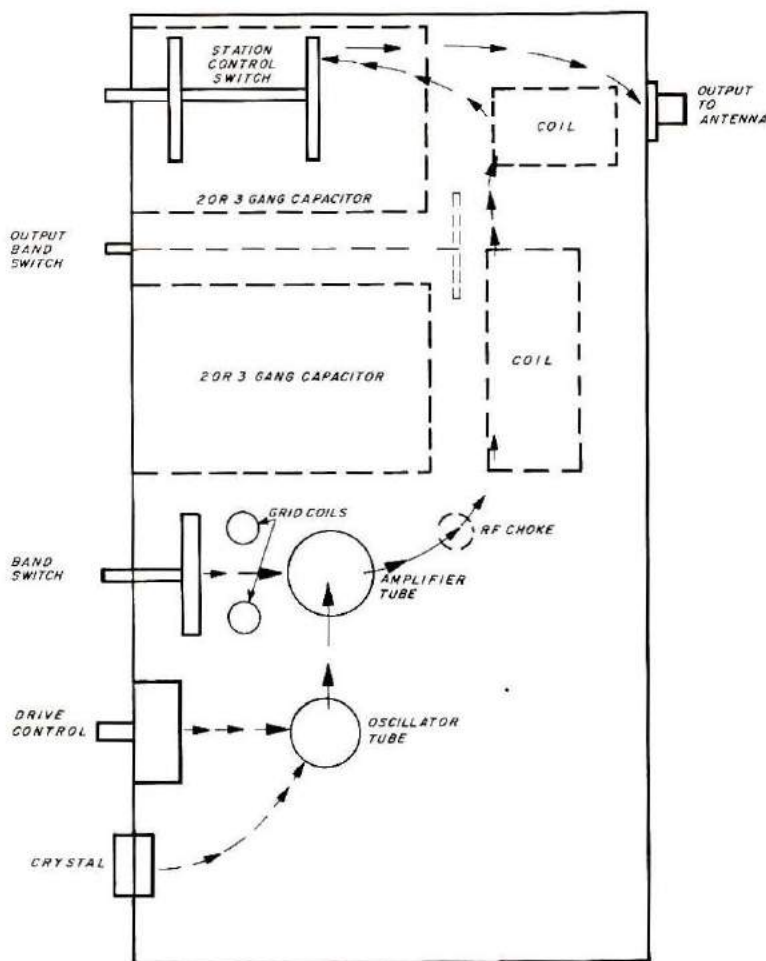 STATION
CONTROL
SWITCH
OUTPUT
TO
ANTENNA
COIL
2 OR 3 GANG CAPACITOR
OUTPUT
BAND
SWITCH
2 OR 3 GANG CAPACITOR
COIL
GRID COILS
RF CHOKE
BAND
SWITCH
AMPLIFIER
TUBE
DRIVE
CONTROL
OSCILLATOR
TUBE
CRYSTAL